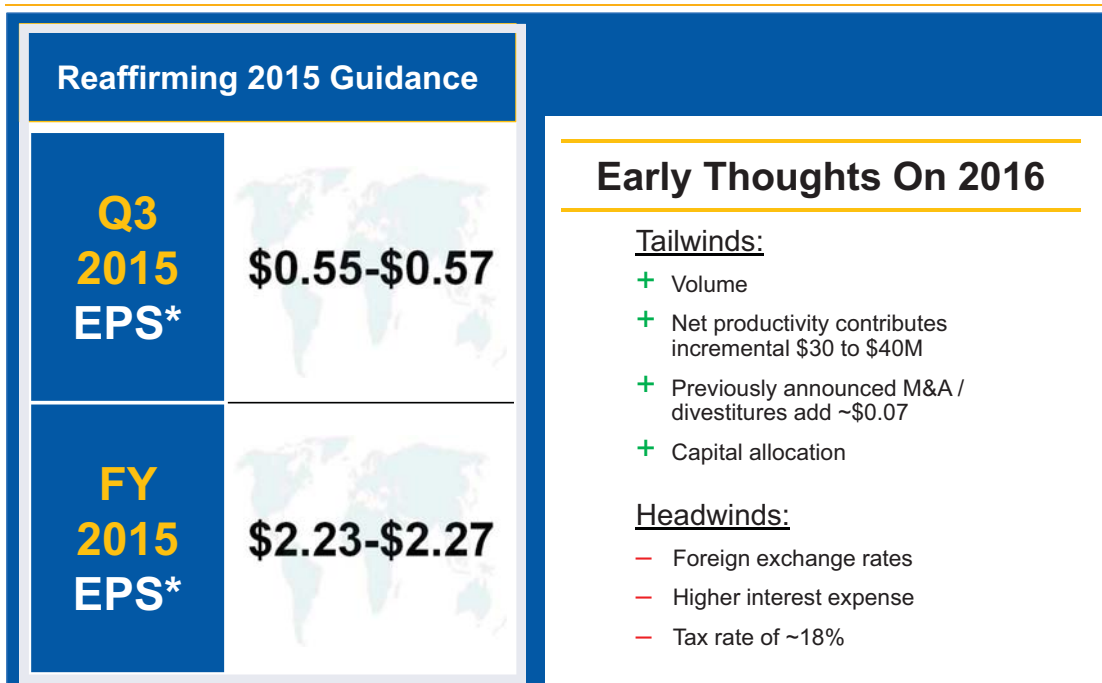 Reaffirming 2015 Guidance
Q3
2015
EPS*
$0.55-$0.57
FY
2015
EPS*
$2.23-$2.27
Early Thoughts On 2016
Tailwinds:
+ Volume
+ Net productivity contributes
incremental $30 to $40M
+ Previously announced M&A /
divestitures add ~$0.07
+ Capital allocation
Headwinds:
– Foreign exchange rates
– Higher interest expense
– Tax rate of ~18%